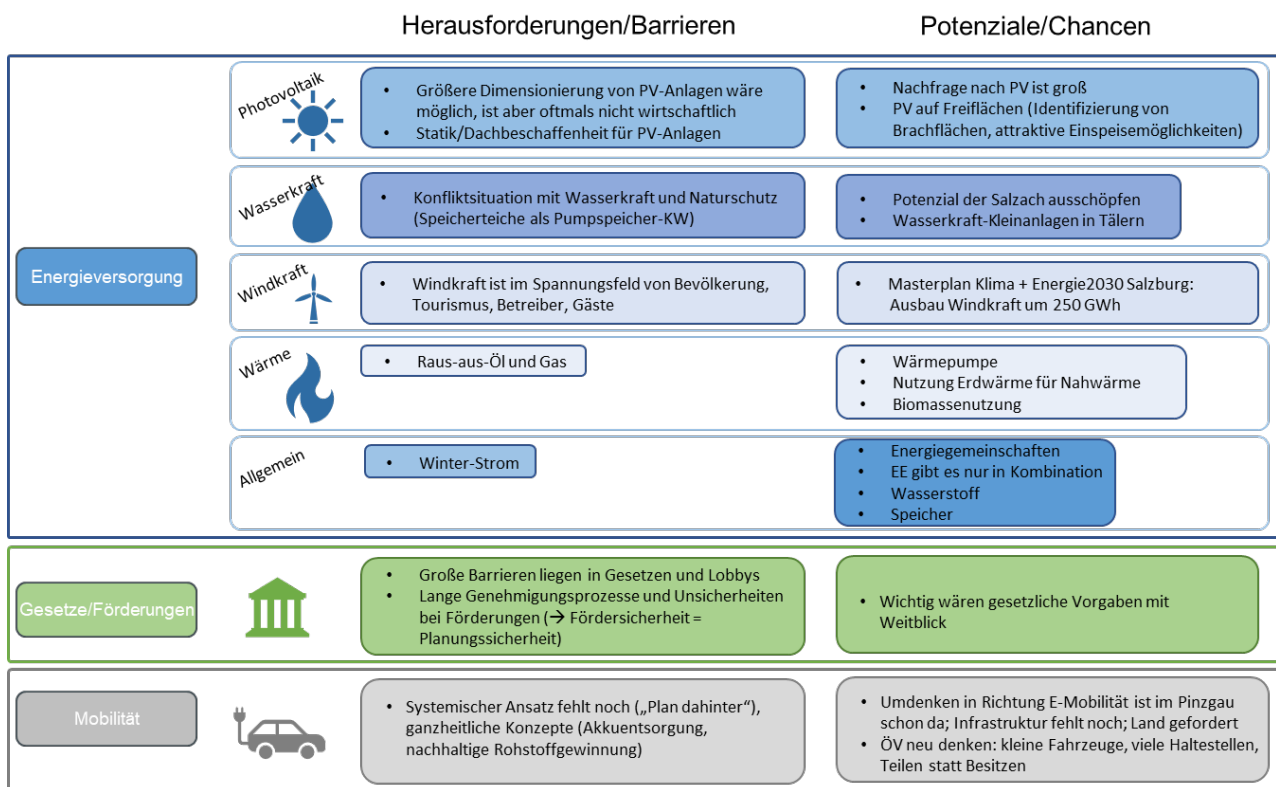 Herausforderungen/Barrieren
Potenziale/Chancen
Energieversorgung
Photovoltaik
• Größere Dimensionierung von PV-Anlagen wäre
möglich, ist aber oftmals nicht wirtschaftlich
• Statik/Dachbeschaffenheit für PV-Anlagen
• Nachfrage nach PV ist groß
• PV auf Freiflächen (Identifizierung von
Brachflächen, attraktive Einspeisemöglichkeiten)
Wasserkraft
• Konfliktsituation mit Wasserkraft und Naturschutz
(Speicherteiche als Pumpspeicher-KW)
• Potenzial der Salzach ausschöpfen
• Wasserkraft-Kleinanlagen in Tälern
Windkraft
• Windkraft ist im Spannungsfeld von Bevölkerung,
Tourismus, Betreiber, Gäste
• Masterplan Klima + Energie2030 Salzburg:
Ausbau Windkraft um 250 GWh
Wärme
• Raus-aus-Öl und Gas
• Wärmepumpe
• Nutzung Erdwärme für Nahwärme
• Biomassenutzung
Allgemein
• Winter-Strom
• Energiegemeinschaften
• EE gibt es nur in Kombination
• Wasserstoff
• Speicher
Gesetze/Förderungen
• Große Barrieren liegen in Gesetzen und Lobbys
• Lange Genehmigungsprozesse und Unsicherheiten
bei Förderungen (→ Fördersicherheit =
Planungssicherheit)
• Wichtig wären gesetzliche Vorgaben mit
Weitblick
Mobilität
• Systemischer Ansatz fehlt noch („Plan dahinter“),
ganzheitliche Konzepte (Akkuentsorgung,
nachhaltige Rohstoffgewinnung)
• Umdenken in Richtung E-Mobilität ist im Pinzgau
schon da; Infrastruktur fehlt noch; Land gefordert
• ÖV neu denken: kleine Fahrzeuge, viele Haltestellen,
Teilen statt Besitzen